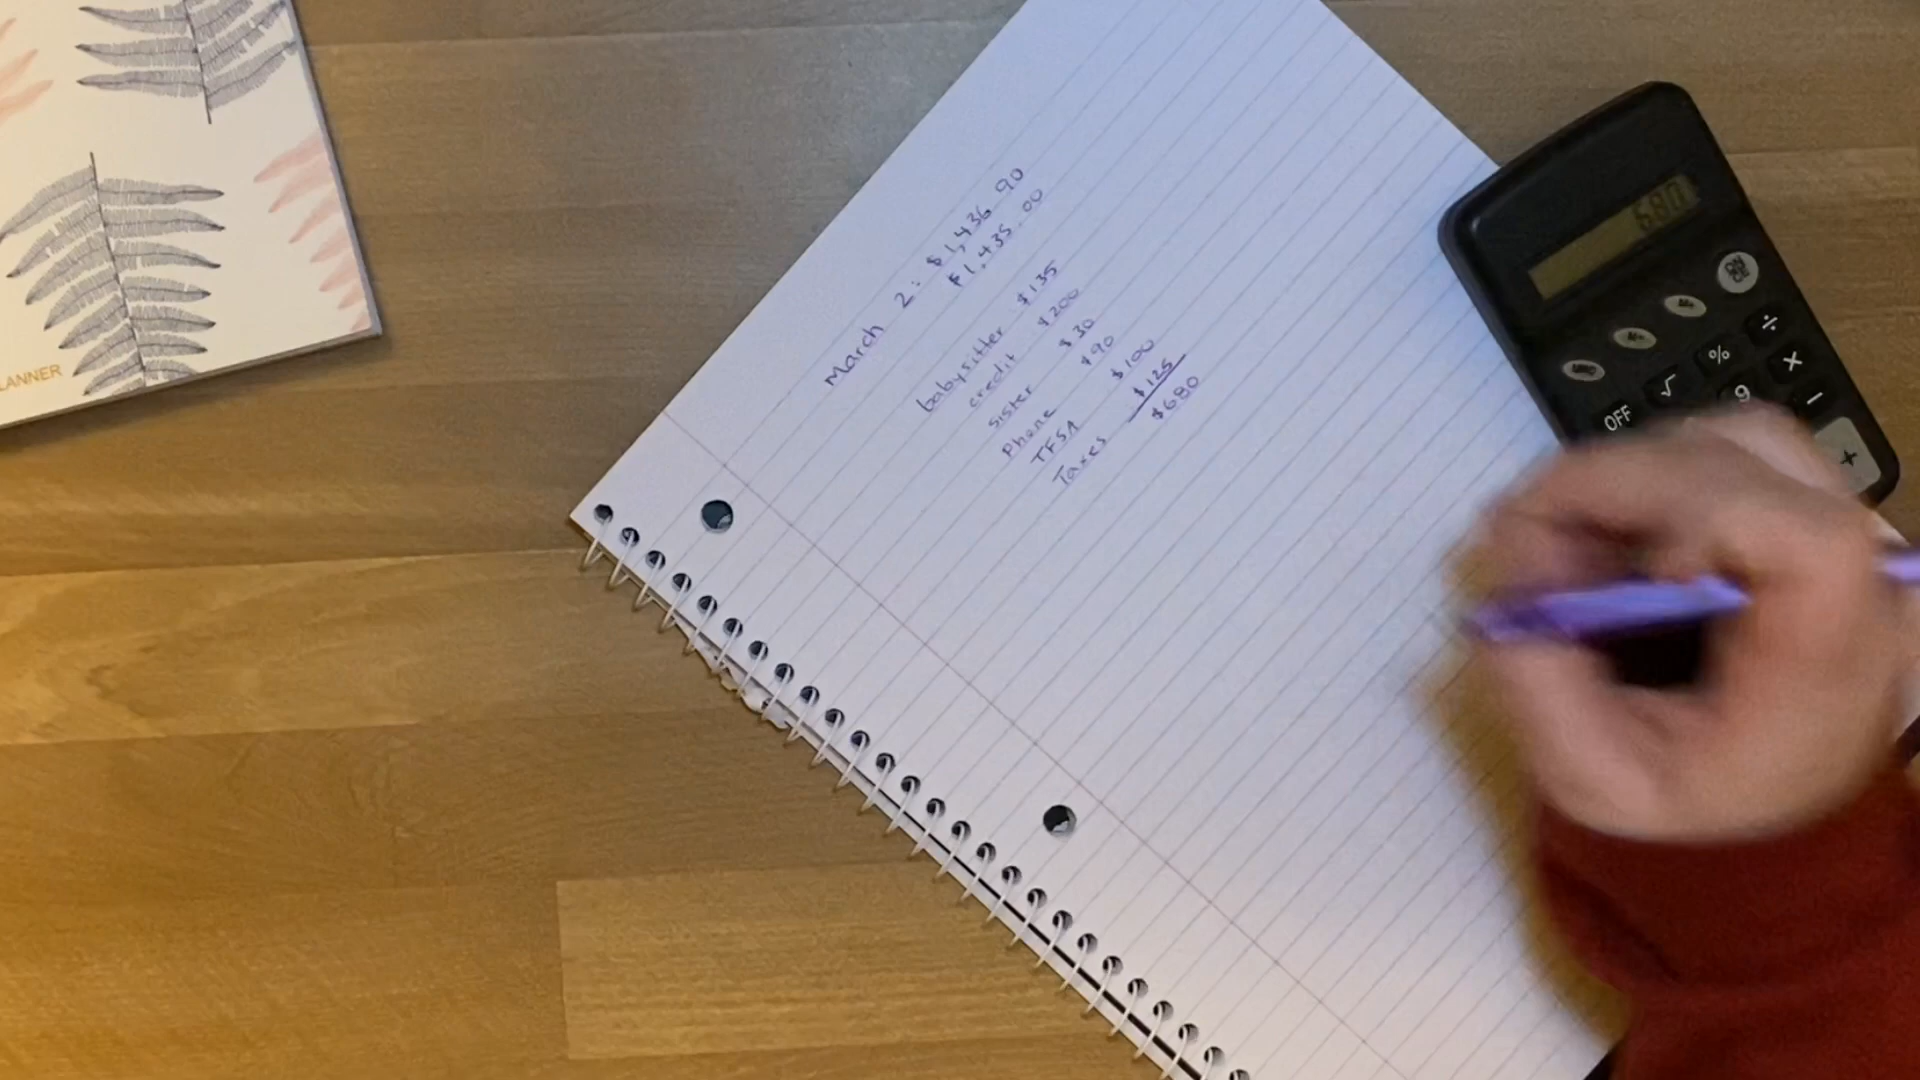 March 2: $1,436.90
$1,435.00
babysitter $135
credit $200
sister $30
Phone $90
TFSA $100
Taxes $125
$680
LANNER
680
OFF
√
%
÷
9
×
−
+